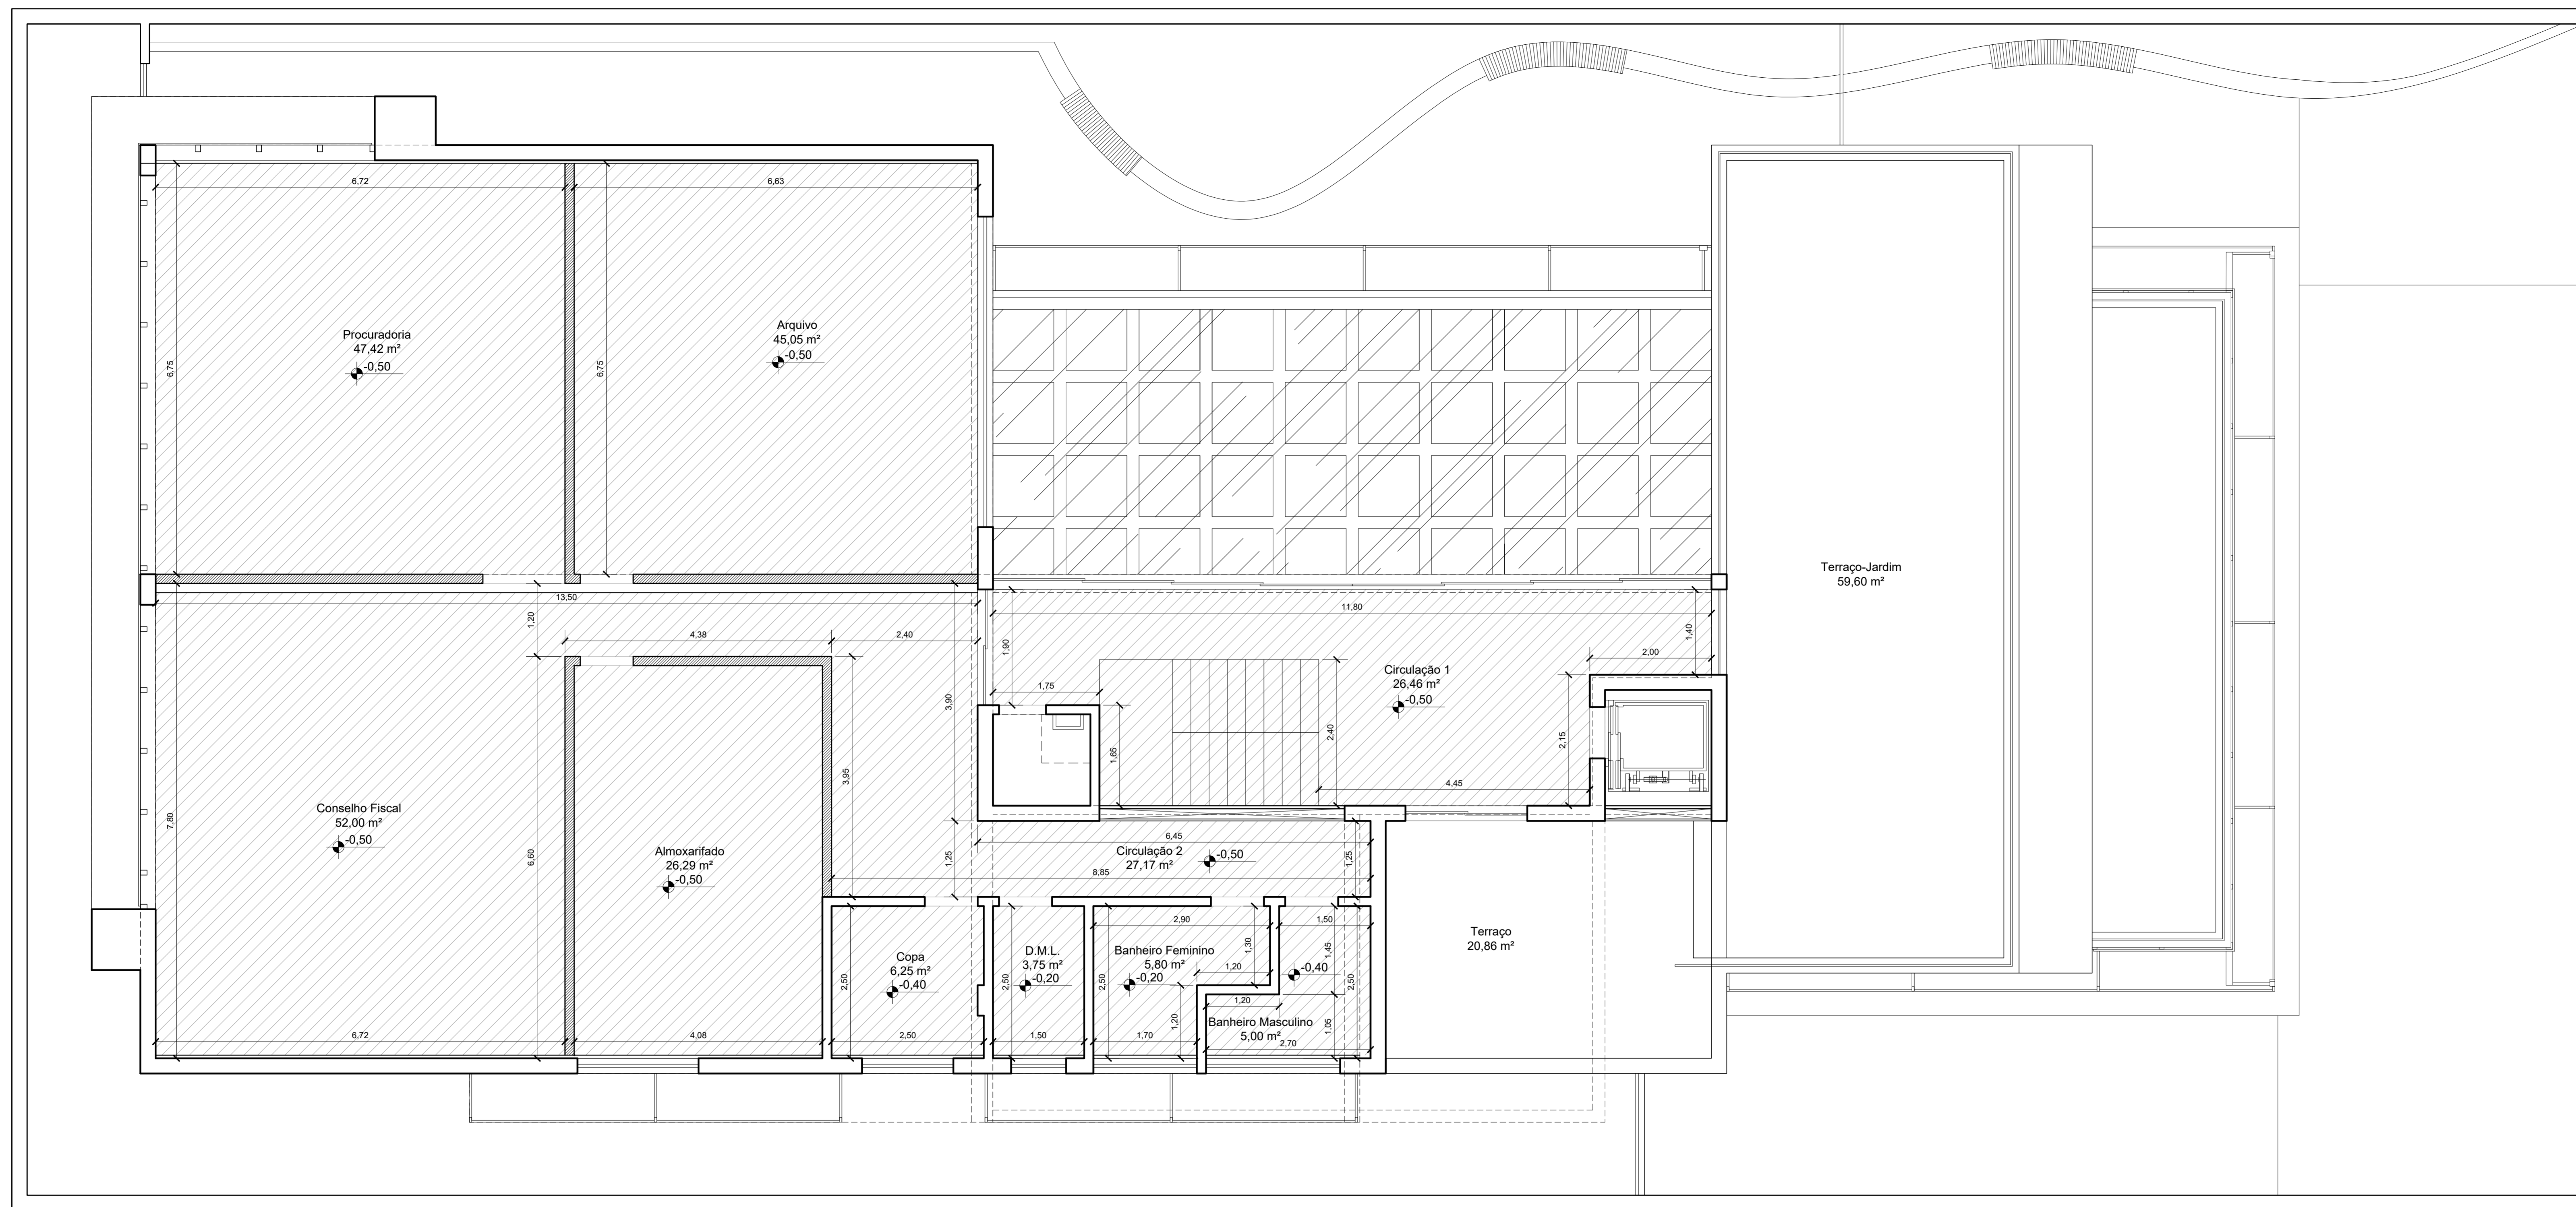 6,72
6,63
Procuradoria
47,42 m²
-0,50
6,75
Arquivo
45,05 m²
-0,50
6,75
13,50
1,20
4,38
2,40
3,90
1,90
11,80
1,40
2,00
1,75
Circulação 1
26,46 m²
-0,50
2,40
2,15
1,65
4,45
Terraço-Jardim
59,60 m²
Conselho Fiscal
52,00 m²
-0,50
7,80
6,60
Almoxarifado
26,29 m²
-0,50
3,95
1,25
6,45
Circulação 2
27,17 m²
-0,50
1,25
8,85
Copa
6,25 m²
-0,40
2,50
D.M.L.
3,75 m²
-0,20
2,50
2,90
Banheiro Feminino
5,80 m²
-0,20
2,50
1,30
1,20
1,20
1,50
1,45
-0,40
2,50
1,20
Banheiro Masculino
5,00 m²
1,05
2,70
Terraço
20,86 m²
6,72
4,08
2,50
1,50
1,70